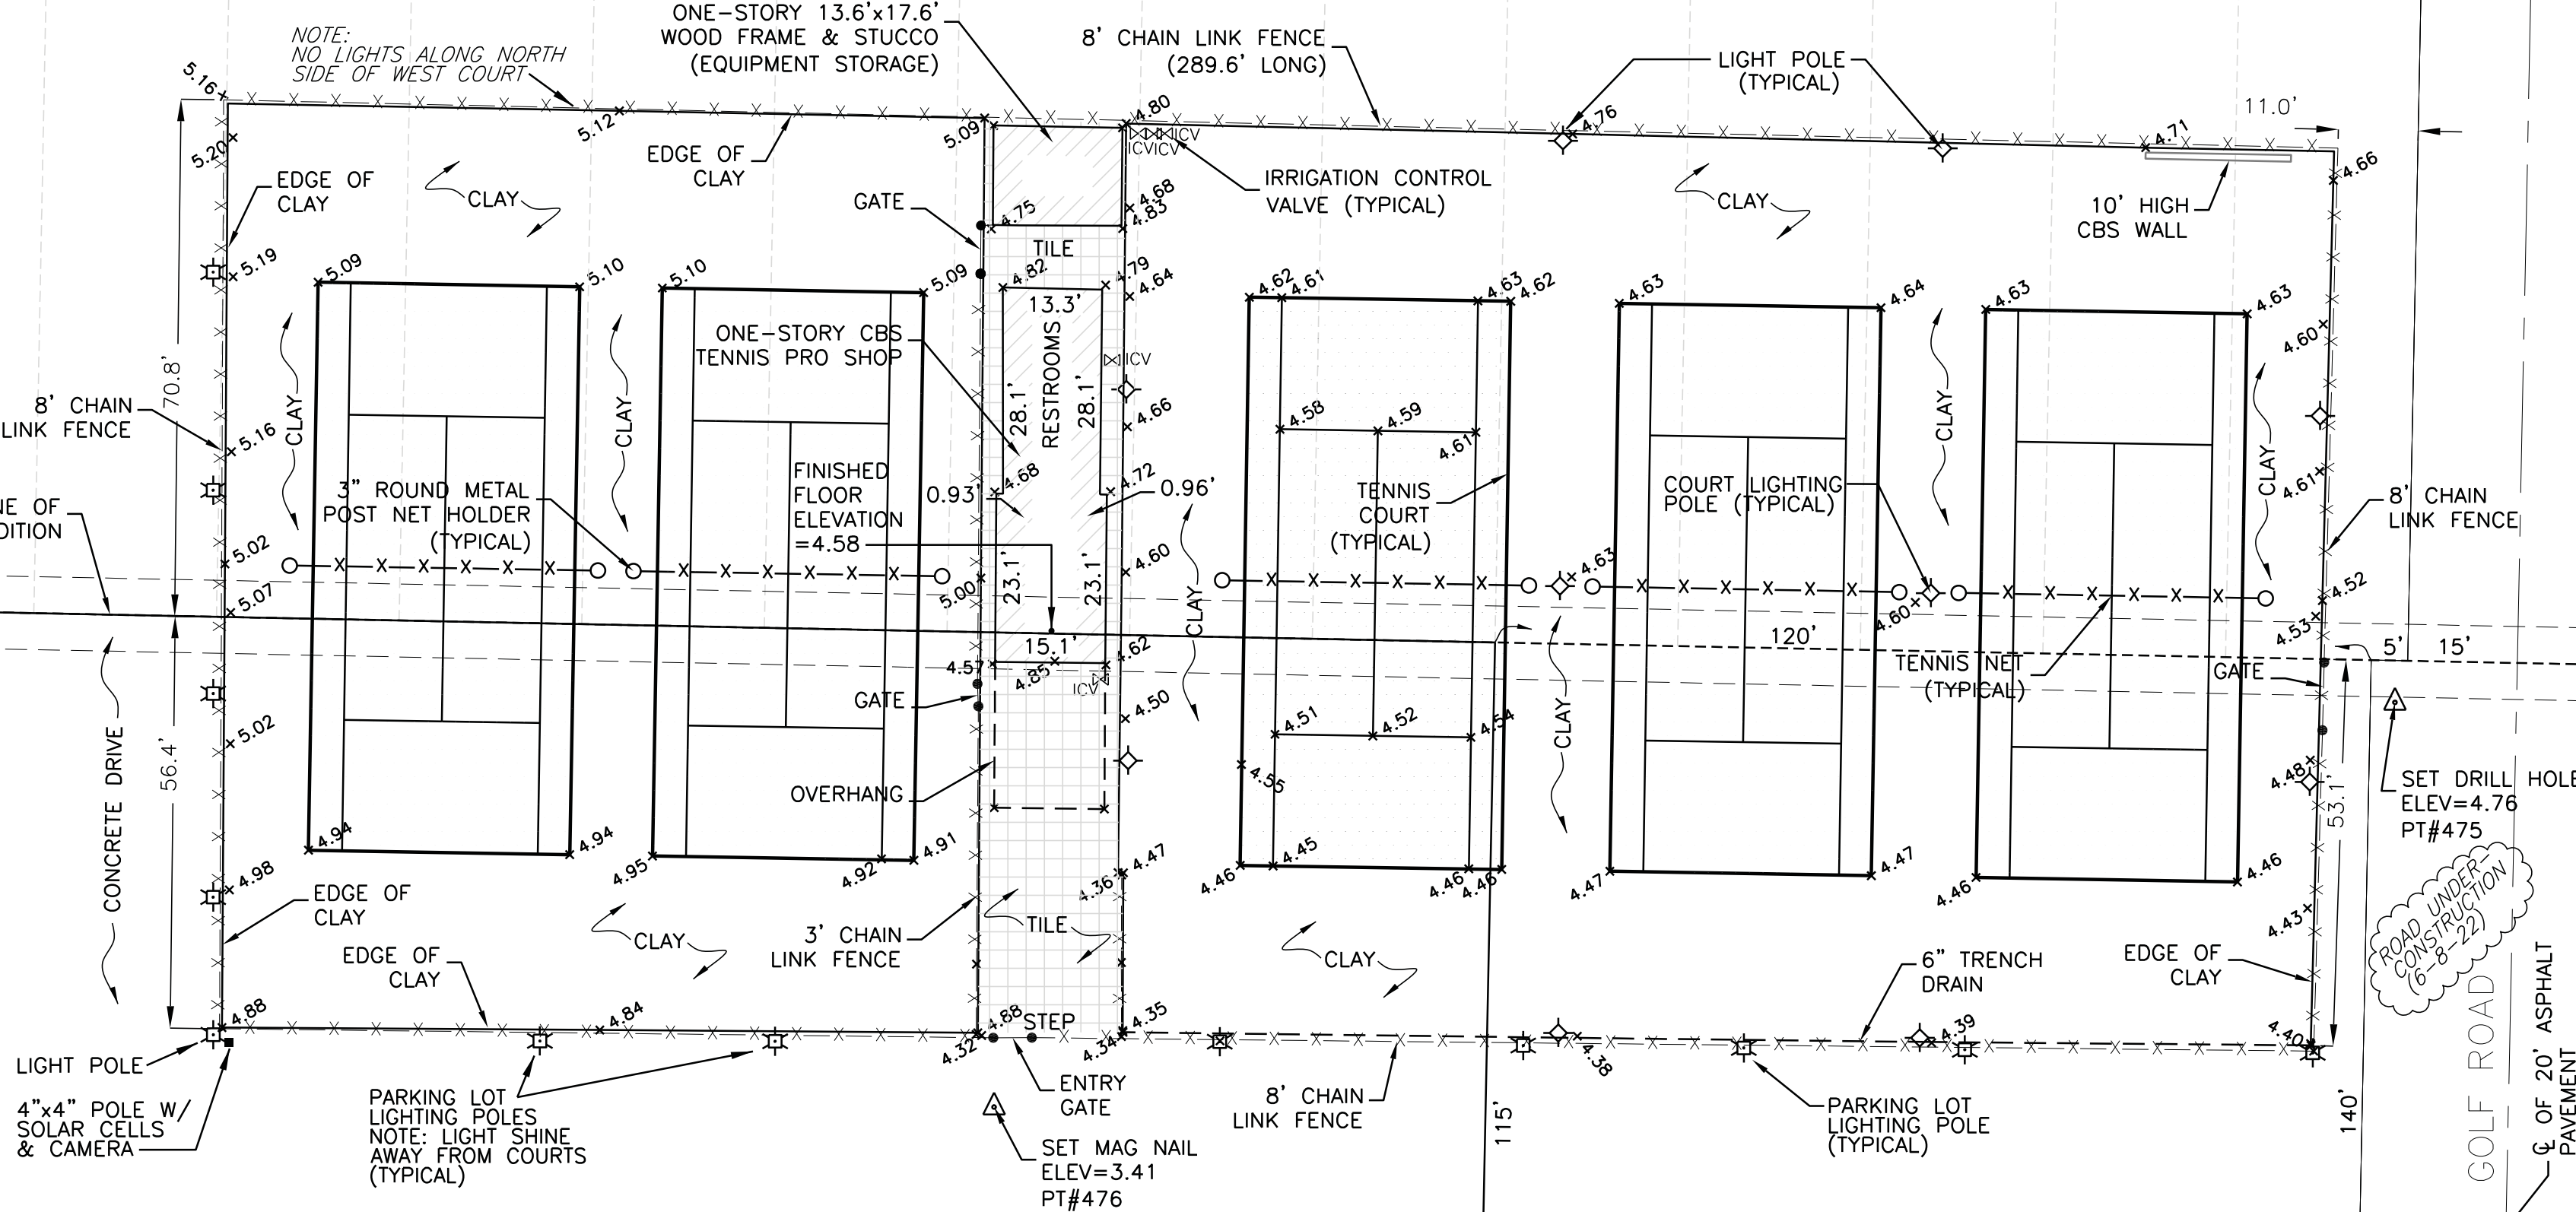 ONE-STORY 13.6'x17.6'
WOOD FRAME & STUCCO
(EQUIPMENT STORAGE)
NOTE:
NO LIGHTS ALONG NORTH
SIDE OF WEST COURT
8' CHAIN LINK FENCE
(289.6' LONG)
LIGHT POLE
(TYPICAL)
11.0'
5.16
5.12
5.09
4.80
4.76
4.71
4.66
5.20
EDGE OF
CLAY
EDGE OF
CLAY
CLAY
GATE
ICV
ICVICV
IRRIGATION CONTROL
VALVE (TYPICAL)
CLAY
10' HIGH
CBS WALL
4.75
4.68
4.83
TILE
5.19
5.09
5.10
5.10
5.09
4.82
4.79
4.64
4.62
4.61
4.63
4.62
4.63
4.64
4.63
4.63
4.60
13.3'
ONE-STORY CBS
TENNIS PRO SHOP
RESTROOMS
28.1'
28.1'
ICV
70.8'
8' CHAIN
LINK FENCE
CLAY
CLAY
CLAY
CLAY
5.16
4.66
4.58
4.59
4.61
4.61
3" ROUND METAL
POST NET HOLDER
(TYPICAL)
FINISHED
FLOOR
ELEVATION
=4.58
0.93'
4.68
4.72
0.96'
TENNIS
COURT
(TYPICAL)
COURT LIGHTING
POLE (TYPICAL)
8' CHAIN
LINK FENCE
NE OF
DITION
5.02
5.07
5.00
23.1'
23.1'
4.60
CLAY
4.63
4.60
4.52
4.53
120'
5'
15'
15.1'
4.57
4.85
4.62
ICV
TENNIS NET
(TYPICAL)
GATE
GATE
5.02
4.50
4.51
4.52
4.54
CLAY
CONCRETE DRIVE
56.4'
OVERHANG
4.55
4.48
53.1'
SET DRILL HOLE
ELEV=4.76
PT#475
4.94
4.94
4.95
4.92
4.91
4.47
4.36
4.46
4.45
4.46
4.46
4.47
4.47
4.46
4.46
4.98
EDGE OF
CLAY
CLAY
3' CHAIN
LINK FENCE
TILE
CLAY
6" TRENCH
DRAIN
EDGE OF
CLAY
4.43
ROAD UNDER-
CONSTRUCTION
(6-8-22)
EDGE OF
CLAY
4.88
4.84
4.88
STEP
4.32
4.35
4.34
4.38
4.39
4.40
LIGHT POLE
4"x4" POLE W/
SOLAR CELLS
& CAMERA
PARKING LOT
LIGHTING POLES
NOTE: LIGHT SHINE
AWAY FROM COURTS
(TYPICAL)
ENTRY
GATE
SET MAG NAIL
ELEV=3.41
PT#476
8' CHAIN
LINK FENCE
115'
PARKING LOT
LIGHTING POLE
(TYPICAL)
140'
GOLF ROAD
℄ OF 20' ASPHALT
PAVEMENT